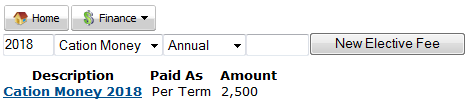 Home Finance
2018 Cation Money Annual New Elective Fee
Description Paid As Amount
Cation Money 2018 Per Term 2,500